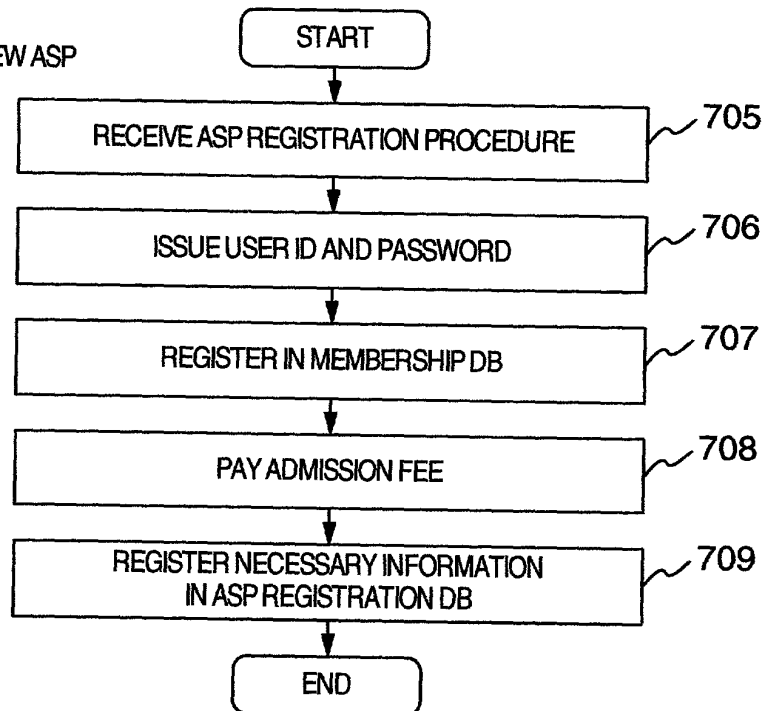 START
ASP
RECEIVE ASP REGISTRATION PROCEDURE
705
ISSUE USER ID AND PASSWORD
706
REGISTER IN MEMBERSHIP DB
707
PAY ADMISSION FEE
708
REGISTER NECESSARY INFORMATION
IN ASP REGISTRATION DB
709
END